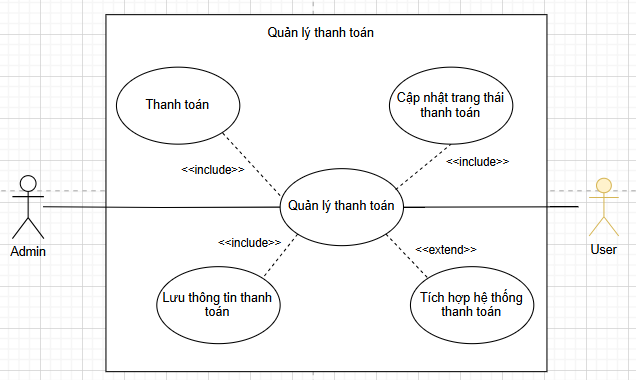 Quản lý thanh toán
Thanh toán
Cập nhật trang thái
thanh toán
<<include>>
<<include>>
Quản lý thanh toán
Admin
User
<<include>>
<<extend>>
Lưu thông tin thanh
toán
Tích hợp hệ thống
thanh toán